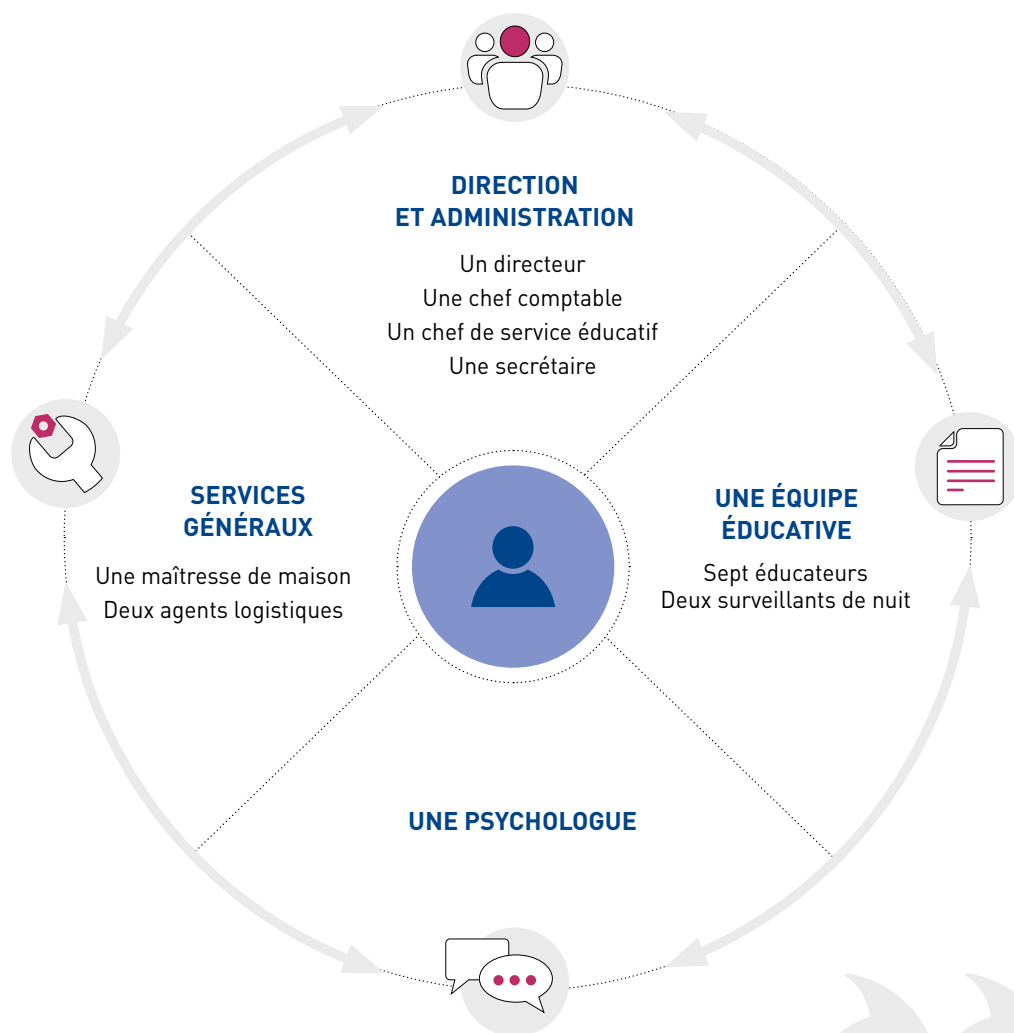 DIRECTION
ET ADMINISTRATION
Un directeur
Une chef comptable
Un chef de service éducatif
Une secrétaire
SERVICES
GÉNÉRAUX
Une maîtresse de maison
Deux agents logistiques
UNE ÉQUIPE
ÉDUCATIVE
Sept éducateurs
Deux surveillants de nuit
UNE PSYCHOLOGUE